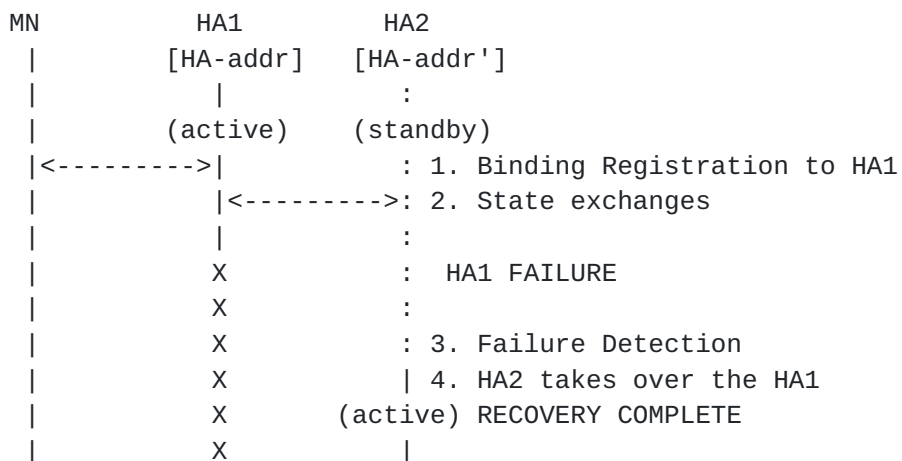 MN HA1 HA2
| [HA-addr] [HA-addr']
| | :
| (active) (standby)
|<--------->| : 1. Binding Registration to HA1
| |<--------->: 2. State exchanges
| | :
| X : HA1 FAILURE
| X :
| X : 3. Failure Detection
| X | 4. HA2 takes over the HA1
| X (active) RECOVERY COMPLETE
| X |